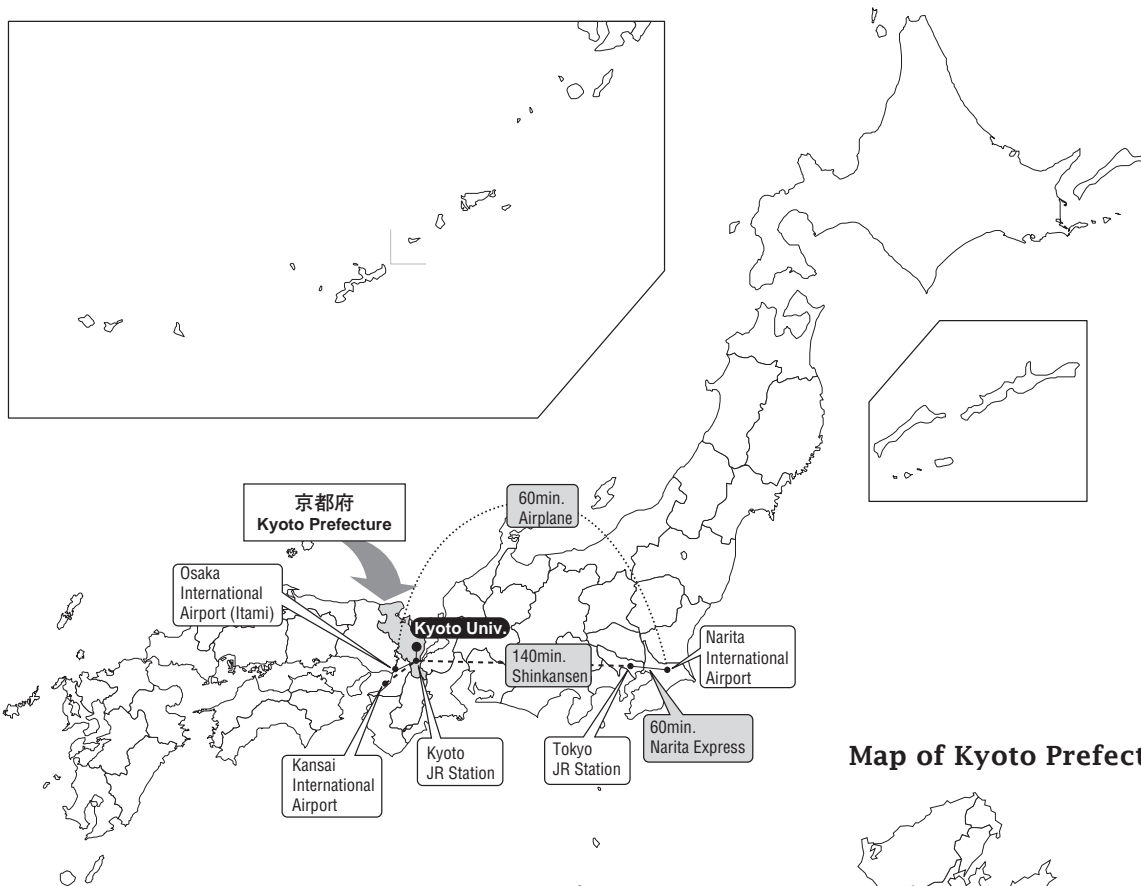 京都府
Kyoto Prefecture
60min.
Airplane
Osaka
International
Airport (Itami)
Kyoto Univ.
140min.
Shinkansen
Narita
International
Airport
60min.
Narita Express
Tokyo
JR Station
Kyoto
JR Station
Kansai
International
Airport
Map of Kyoto Prefect